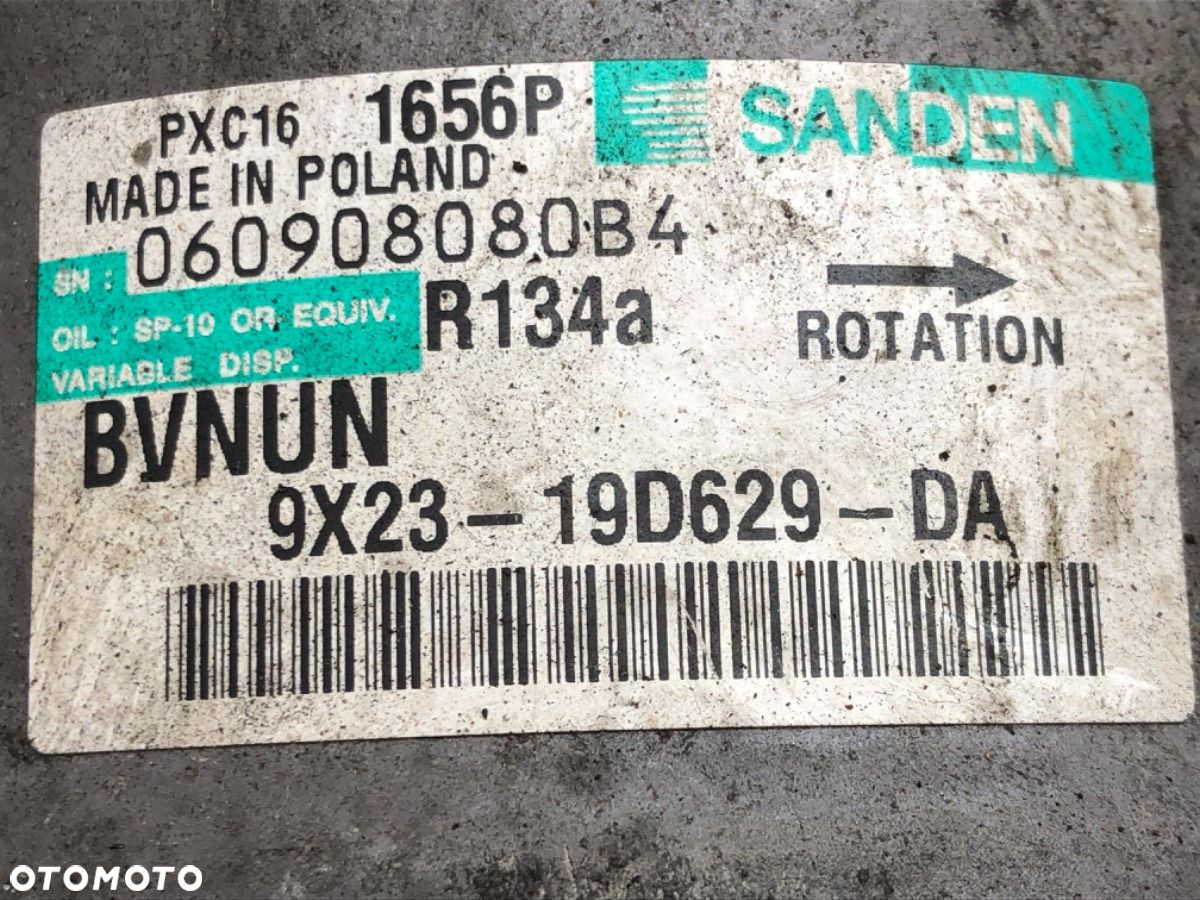 PXC16 1656P SANDEN
MADE IN POLAND
SN : 060908080B4
OIL : SP-10 OR EQUIV. R134a
VARIABLE DISP.
ROTATION
BVNUN
9X23-19D629-DA
OTOMOTO